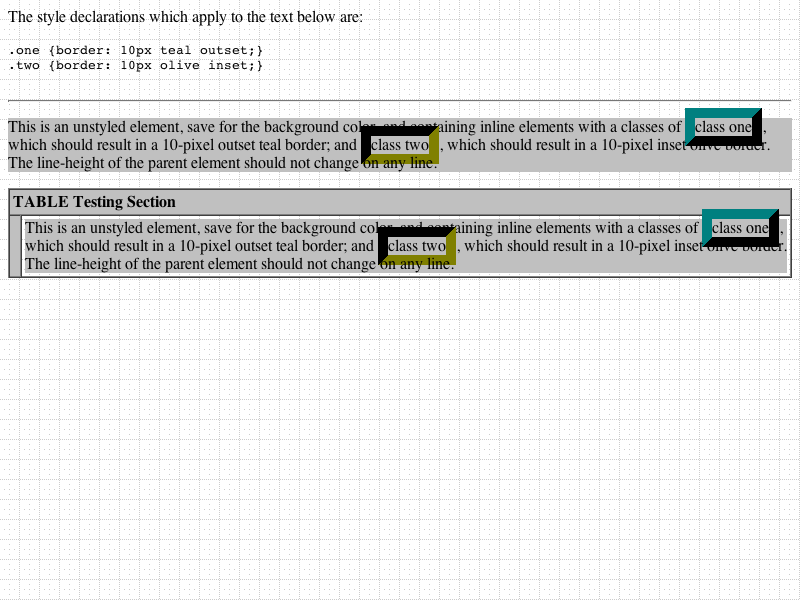 The style declarations which apply to the text below are:
.one {border: 10px teal outset;}
.two {border: 10px olive inset;}
This is an unstyled element, save for the background color, and containing inline elements with a classes of class one,
which should result in a 10-pixel outset teal border; and class two, which should result in a 10-pixel inset olive border.
The line-height of the parent element should not change on any line.
TABLE Testing Section
This is an unstyled element, save for the background color, and containing inline elements with a classes of class one,
which should result in a 10-pixel outset teal border; and class two, which should result in a 10-pixel inset olive border.
The line-height of the parent element should not change on any line.